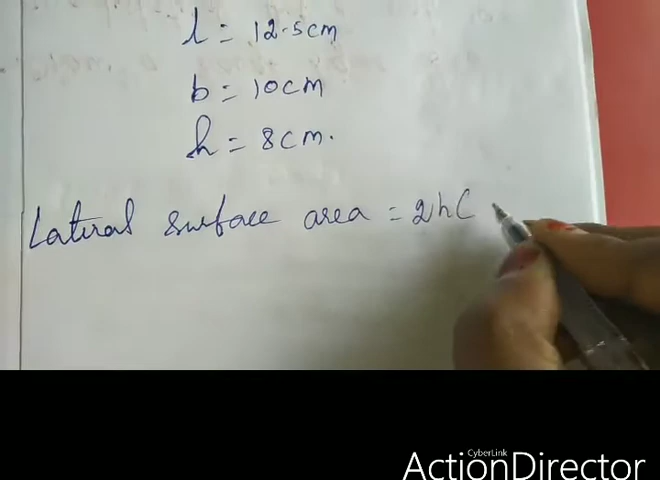 l = 12.5cm
b = 10cm
h = 8cm.
Lateral surface area = 2h(
CyberLink
ActionDirector